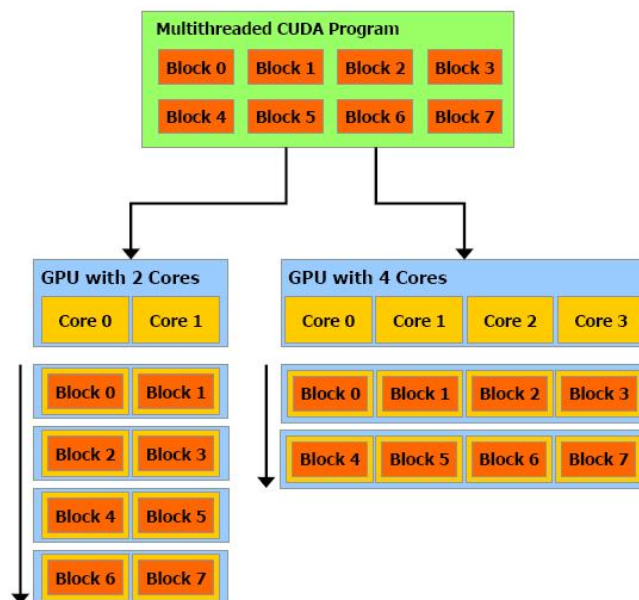 Multithreaded CUDA Program
Block 0 Block 1 Block 2 Block 3
Block 4 Block 5 Block 6 Block 7
GPU with 2 Cores
Core 0 Core 1
Block 0 Block 1
Block 2 Block 3
Block 4 Block 5
Block 6 Block 7
GPU with 4 Cores
Core 0 Core 1 Core 2 Core 3
Block 0 Block 1 Block 2 Block 3
Block 4 Block 5 Block 6 Block 7